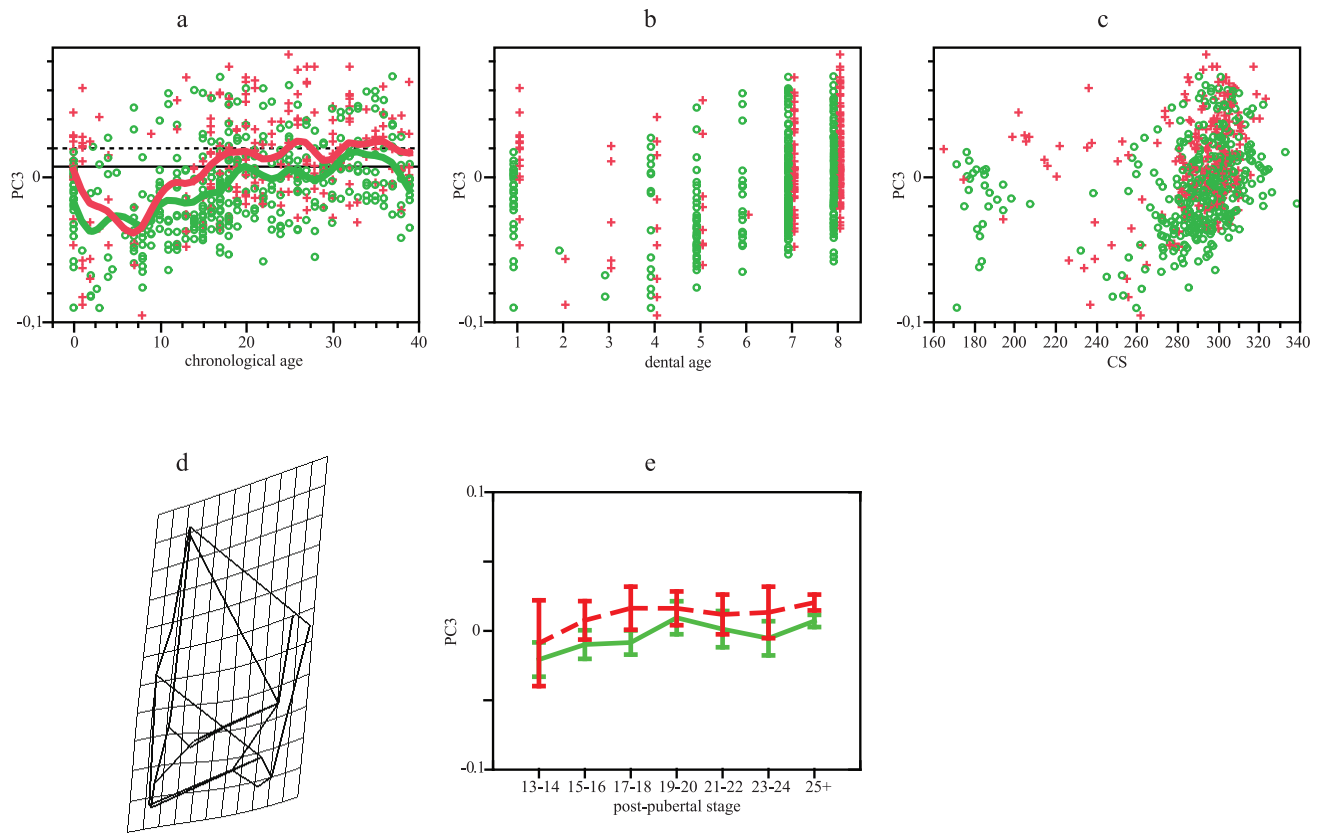 a b c
PC3
0
-0,1
0 10 20 30 40
chronological age
PC3
0
-0,1
1 2 3 4 5 6 7 8
dental age
PC3
0
-0,1
160 180 200 220 240 260 280 300 320 340
CS
d e
PC3
0.1
0
-0.1
13-14 15-16 17-18 19-20 21-22 23-24 25+
post-pubertal stage